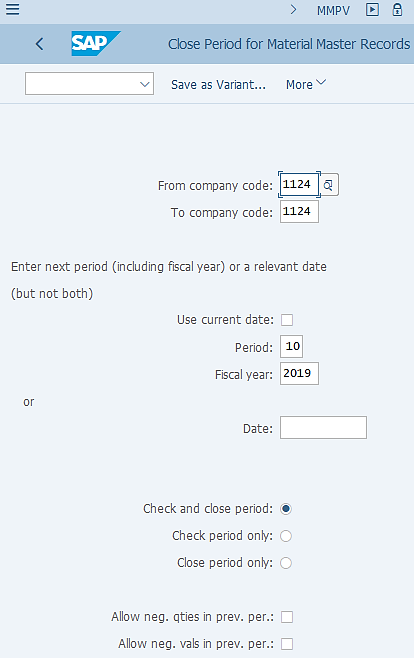 MMPV
SAP Close Period for Material Master Records
Save as Variant... More
From company code: 1124
To company code: 1124
Enter next period (including fiscal year) or a relevant date
(but not both)
Use current date:
Period: 10
Fiscal year: 2019
or
Date:
Check and close period:
Check period only:
Close period only:
Allow neg. qties in prev. per.:
Allow neg. vals in prev. per.: